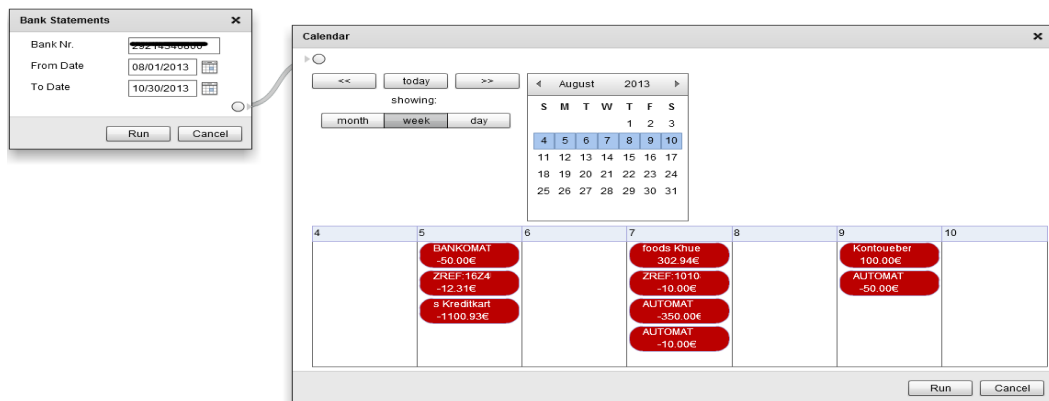 Bank Statements
Bank Nr.
From Date 08/01/2013
To Date 10/30/2013
Run Cancel
Calendar
<< today >>
showing:
month week day
August 2013
S M T W T F S
1 2 3
4 5 6 7 8 9 10
11 12 13 14 15 16 17
18 19 20 21 22 23 24
25 26 27 28 29 30 31
4 5 6 7 8 9 10
BANKOMAT
-50.00€
ZREF:16Z4
-12.31€
s Kreditkart
-1100.93€
foods Khue
302.94€
ZREF:1010
-10.00€
AUTOMAT
-350.00€
AUTOMAT
-10.00€
Kontoueber
100.00€
AUTOMAT
-50.00€
Run Cancel